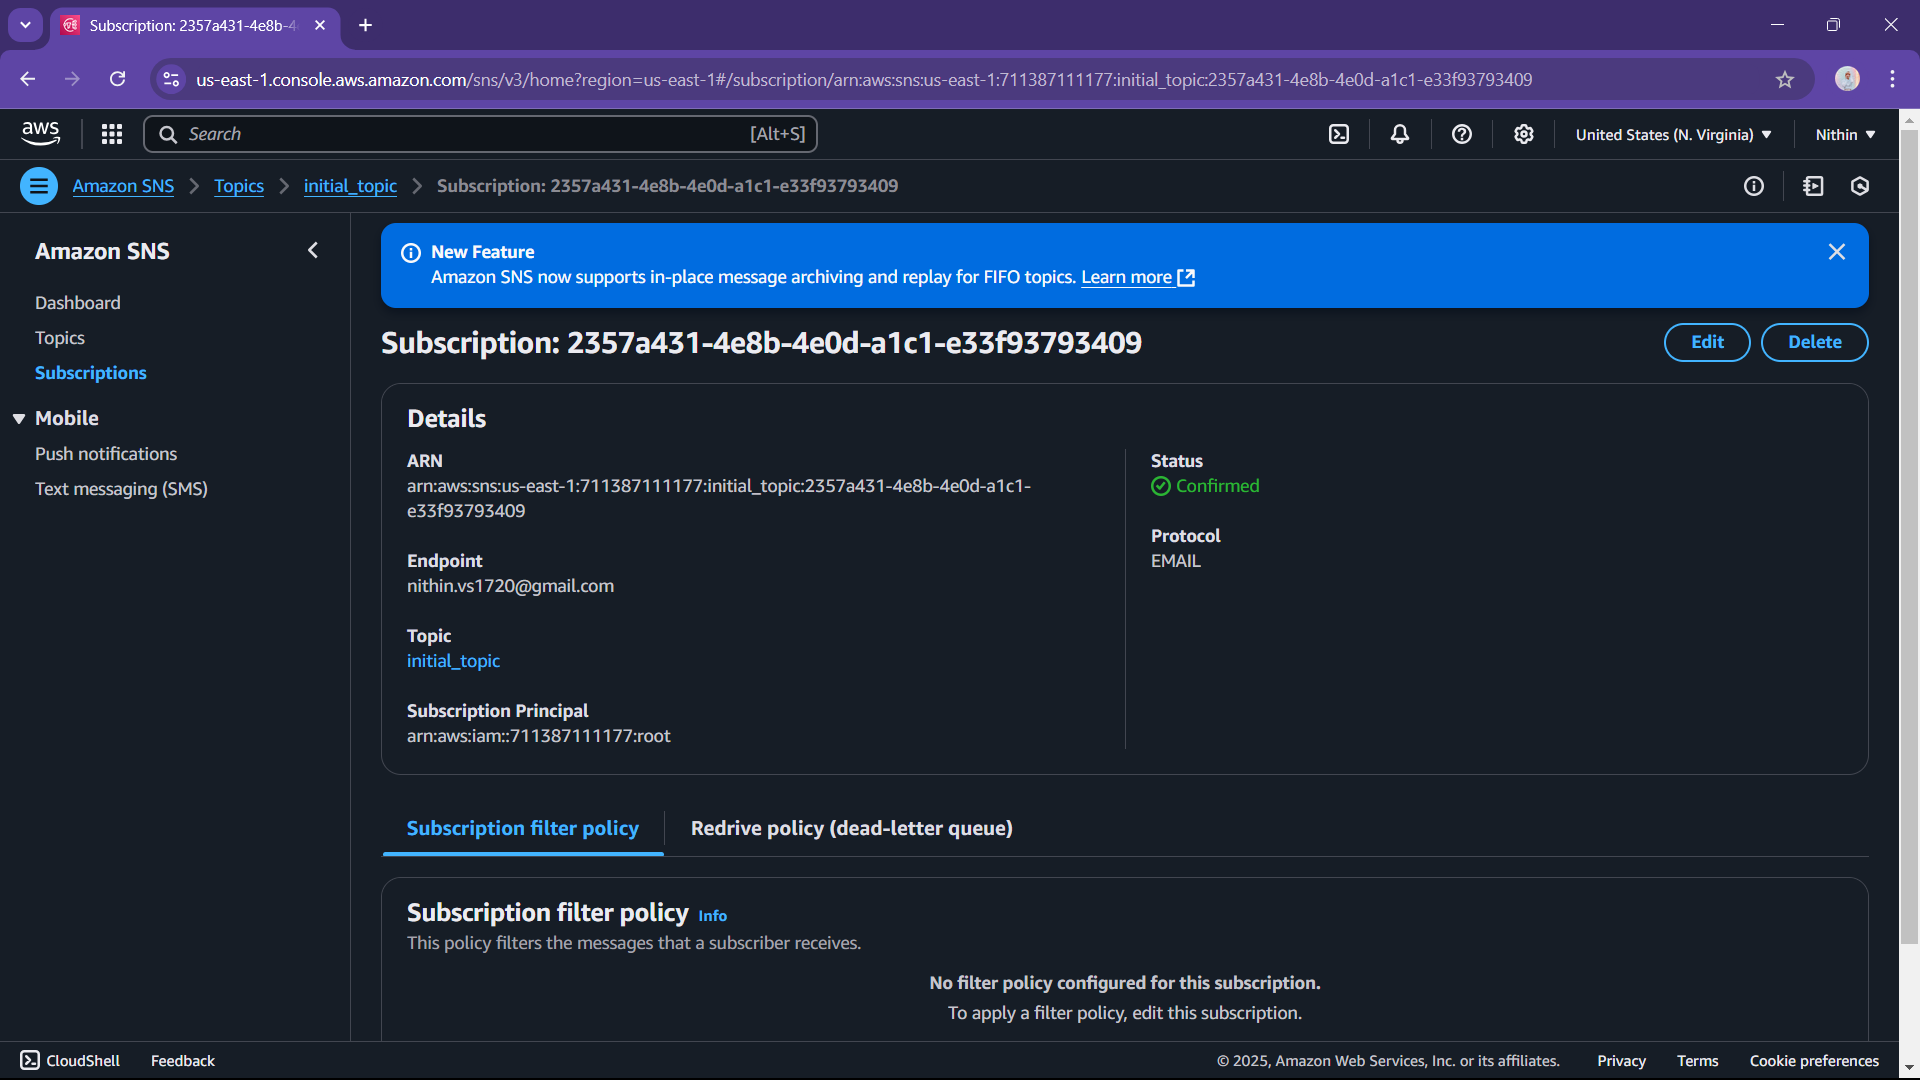 Subscription: 2357a431-4e8b-4
us-east-1.console.aws.amazon.com/sns/v3/home?region=us-east-1#/subscription/arn:aws:sns:us-east-1:711387111177:initial_topic:2357a431-4e8b-4e0d-a1c1-e33f93793409
aws Search [Alt+S] United States (N. Virginia) Nithin
Amazon SNS Topics initial_topic Subscription: 2357a431-4e8b-4e0d-a1c1-e33f93793409
Amazon SNS
Dashboard
Topics
Subscriptions
Mobile
Push notifications
Text messaging (SMS)
New Feature
Amazon SNS now supports in-place message archiving and replay for FIFO topics. Learn more
Subscription: 2357a431-4e8b-4e0d-a1c1-e33f93793409
Edit Delete
Details
ARN
arn:aws:sns:us-east-1:711387111177:initial_topic:2357a431-4e8b-4e0d-a1c1-
e33f93793409
Endpoint
nithin.vs1720@gmail.com
Topic
initial_topic
Subscription Principal
arn:aws:iam::711387111177:root
Status
Confirmed
Protocol
EMAIL
Subscription filter policy Redrive policy (dead-letter queue)
Subscription filter policy Info
This policy filters the messages that a subscriber receives.
No filter policy configured for this subscription.
To apply a filter policy, edit this subscription.
CloudShell Feedback © 2025, Amazon Web Services, Inc. or its affiliates. Privacy Terms Cookie preferences